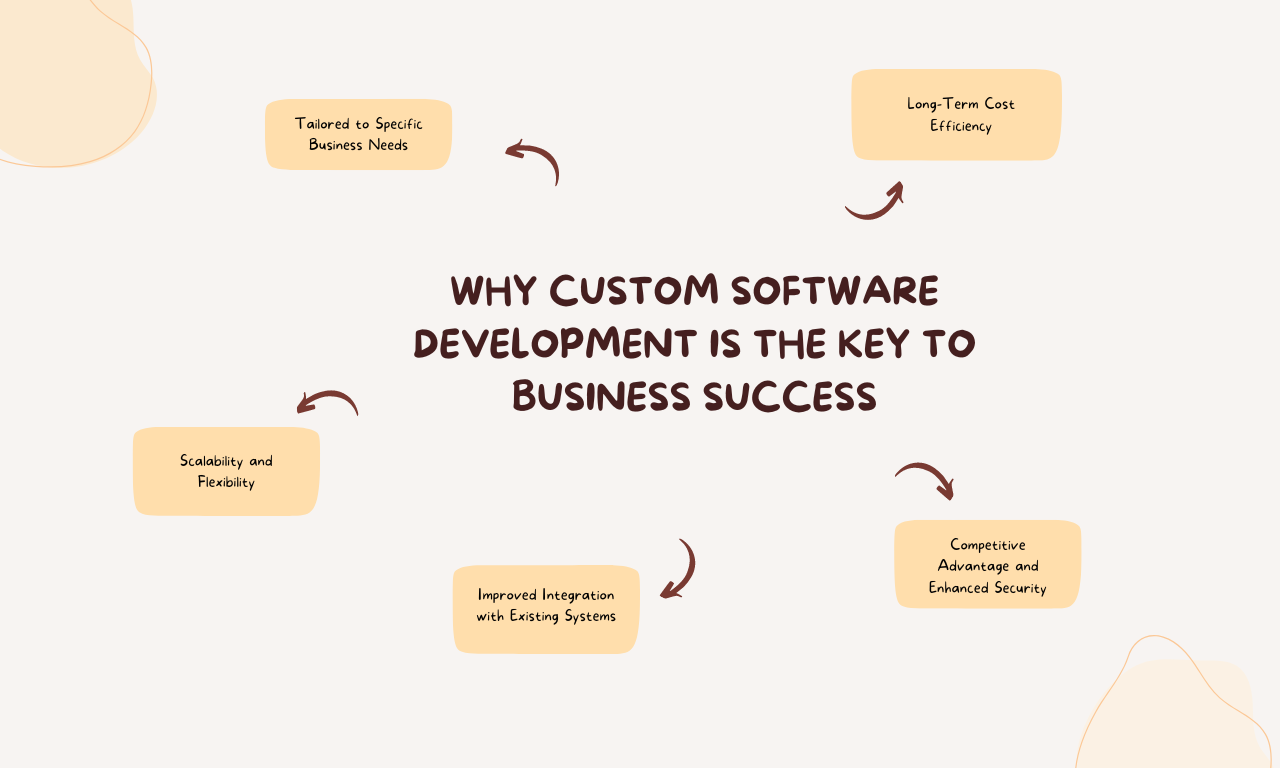 Tailored to Specific
Business Needs
Long-Term Cost
Efficiency
WHY CUSTOM SOFTWARE
DEVELOPMENT IS THE KEY TO
BUSINESS SUCCESS
Scalability and
Flexibility
Improved Integration
with Existing Systems
Competitive
Advantage and
Enhanced Security